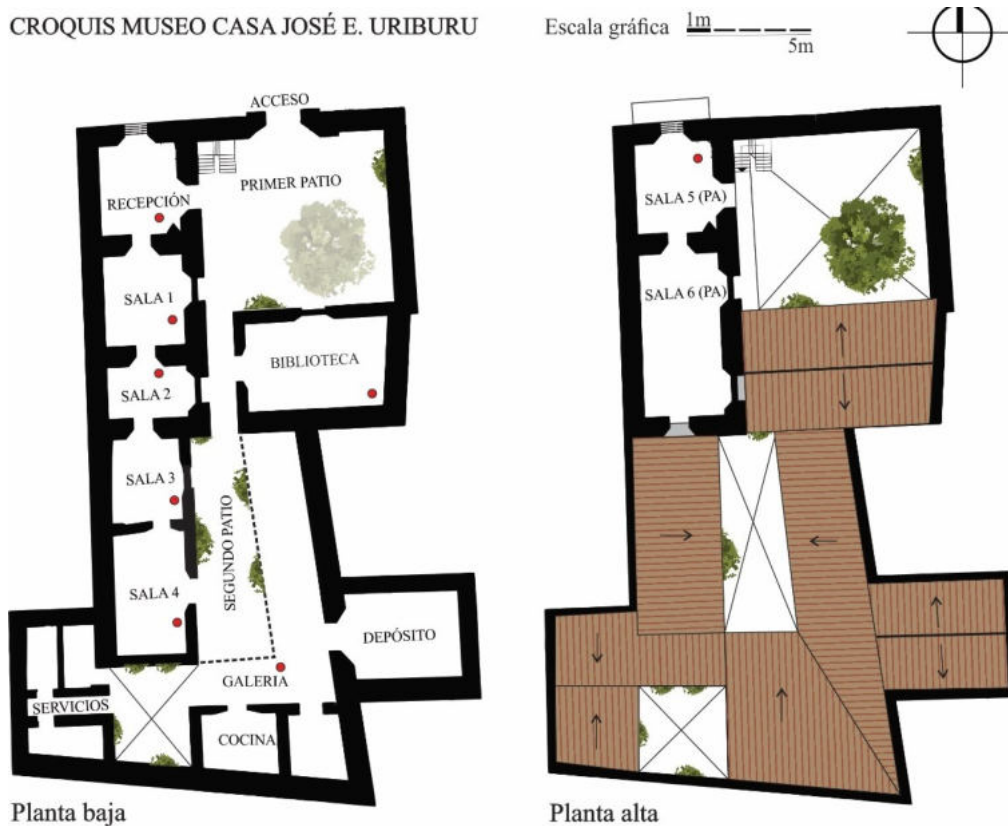 CROQUIS MUSEO CASA JOSÉ E. URIBURU
Escala gráfica
1m
5m
ACCESO
PRIMER PATIO
RECEPCIÓN
SALA 1
BIBLIOTECA
SALA 2
SALA 3
SEGUNDO PATIO
SALA 4
DEPÓSITO
GALERIA
SERVICIOS
COCINA
Planta baja
SALA 5 (PA)
SALA 6 (PA)
Planta alta